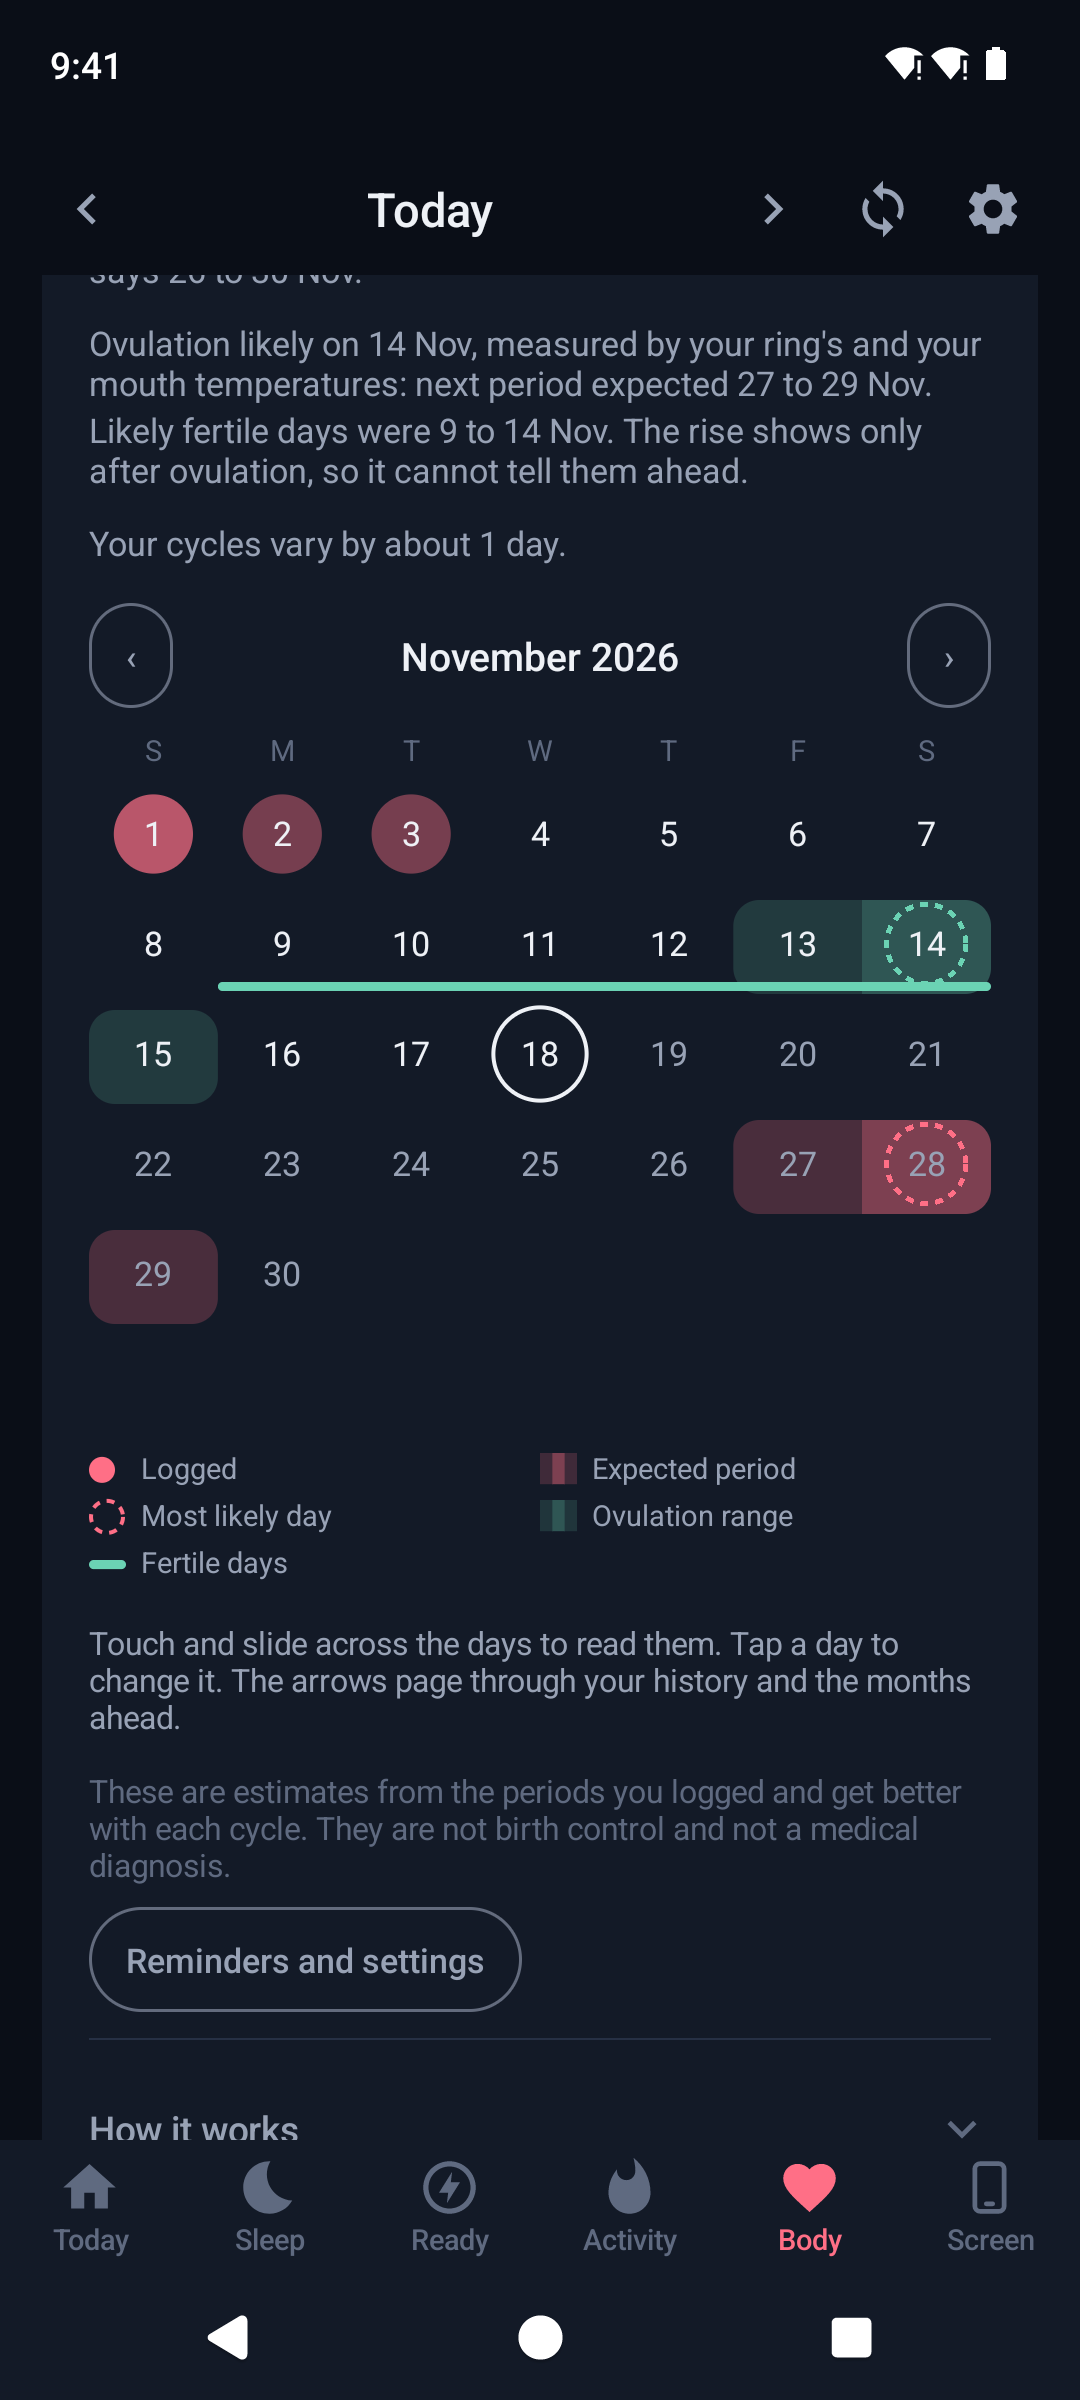 9:41
Today
says 26 to 30 Nov.
Ovulation likely on 14 Nov, measured by your ring's and your
mouth temperatures: next period expected 27 to 29 Nov.
Likely fertile days were 9 to 14 Nov. The rise shows only
after ovulation, so it cannot tell them ahead.
Your cycles vary by about 1 day.
‹ November 2026 ›
S M T W T F S
1 2 3 4 5 6 7
8 9 10 11 12 13 14
15 16 17 18 19 20 21
22 23 24 25 26 27 28
29 30
Logged Expected period
Most likely day Ovulation range
Fertile days
Touch and slide across the days to read them. Tap a day to
change it. The arrows page through your history and the months
ahead.
These are estimates from the periods you logged and get better
with each cycle. They are not birth control and not a medical
diagnosis.
Reminders and settings
How it works
Today Sleep Ready Activity Body Screen